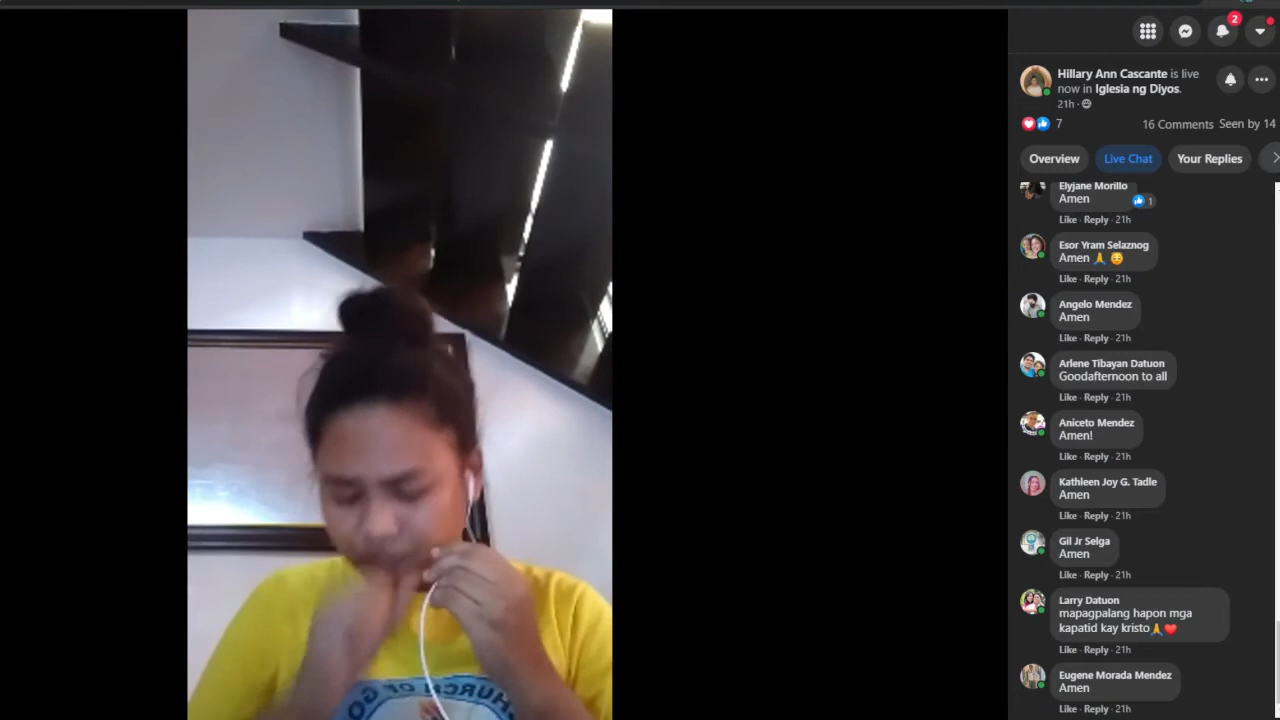 2
Hillary Ann Cascante is live
now in Iglesia ng Diyos.
21h ·
7
16 Comments Seen by 14
Overview
Live Chat
Your Replies
Elyjane Morillo
Amen
1
Like · Reply · 21h
Esor Yram Selaznog
Amen 🙏 ☺️
Like · Reply · 21h
Angelo Mendez
Amen
Like · Reply · 21h
Arlene Tibayan Datuon
Goodafternoon to all
Like · Reply · 21h
Aniceto Mendez
Amen!
Like · Reply · 21h
Kathleen Joy G. Tadle
Amen
Like · Reply · 21h
Gil Jr Selga
Amen
Like · Reply · 21h
Larry Datuon
mapagpalang hapon mga
kapatid kay kristo🙏❤️
Like · Reply · 21h
Eugene Morada Mendez
Amen
Like · Reply · 21h